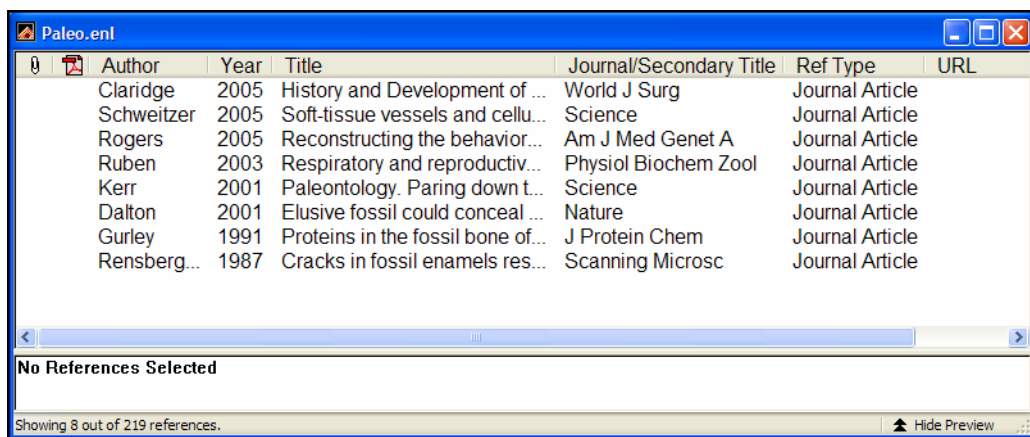 Paleo.enl
Author Year Title Journal/Secondary Title Ref Type URL
Claridge 2005 History and Development of ... World J Surg Journal Article
Schweitzer 2005 Soft-tissue vessels and cellu... Science Journal Article
Rogers 2005 Reconstructing the behavior... Am J Med Genet A Journal Article
Ruben 2003 Respiratory and reproductiv... Physiol Biochem Zool Journal Article
Kerr 2001 Paleontology. Paring down t... Science Journal Article
Dalton 2001 Elusive fossil could conceal ... Nature Journal Article
Gurley 1991 Proteins in the fossil bone of... J Protein Chem Journal Article
Rensberg... 1987 Cracks in fossil enamels res... Scanning Microsc Journal Article
No References Selected
Showing 8 out of 219 references. Hide Preview